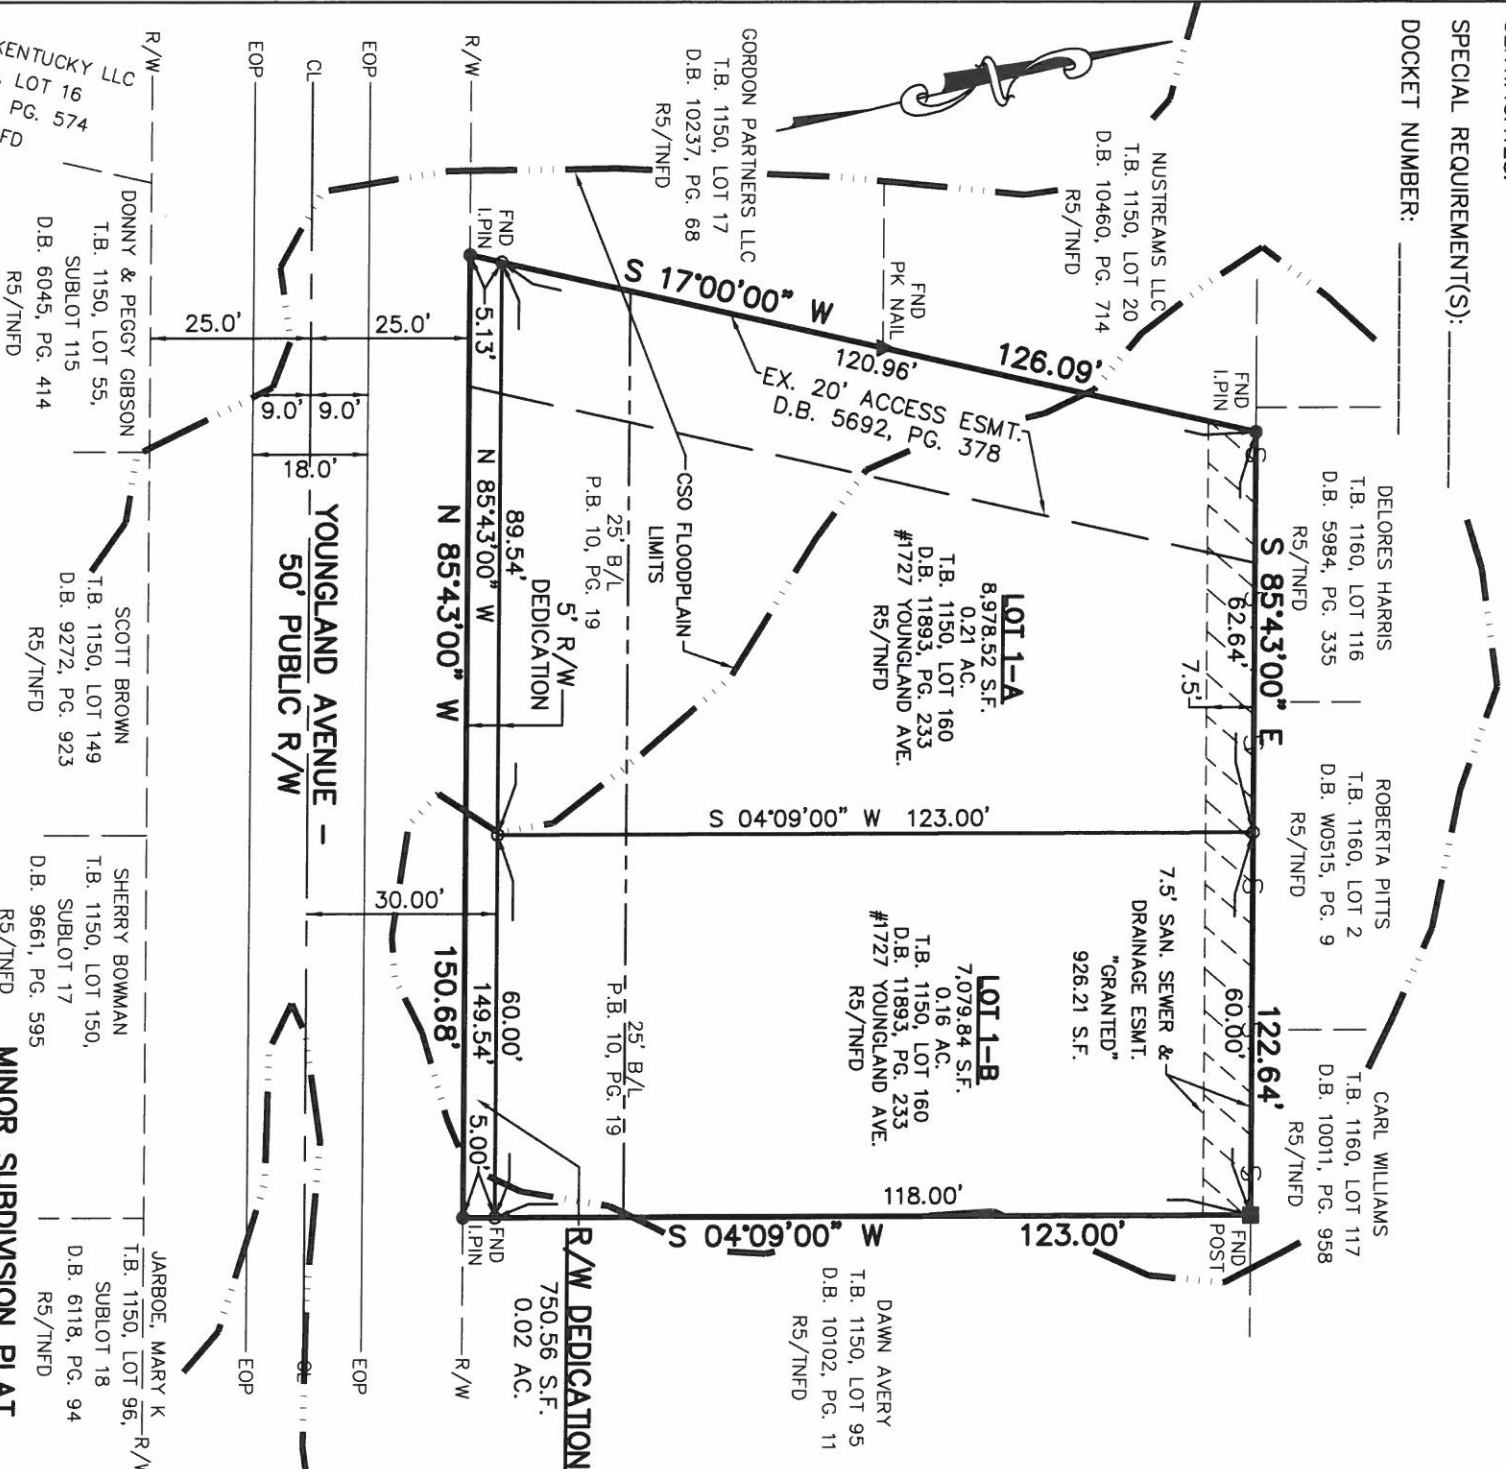 SPECIAL REQUIREMENT(S):
DOCKET NUMBER:
NUSTREAMS LLC
T.B. 1150, LOT 20
D.B. 10460, PG. 714
R5/TNFD
GORDON PARTNERS LLC
T.B. 1150, LOT 17
D.B. 10237, PG. 68
R5/TNFD
DELORES HARRIS
T.B. 1160, LOT 116
D.B. 5984, PG. 335
R5/TNFD
ROBERTA PITTS
T.B. 1160, LOT 2
D.B. W0515, PG. 9
R5/TNFD
CARL WILLIAMS
T.B. 1160, LOT 117
D.B. 10011, PG. 958
R5/TNFD
FND
I.PIN
S 85°43'00" E
122.64'
62.64'
60.00'
7.5'
FND
POST
S 17°00'00" W
126.09'
120.96'
FND
PK NAIL
EX. 20' ACCESS ESMT.
D.B. 5692, PG. 378
CSO FLOODPLAIN
LIMITS
LOT 1-A
8,978.52 S.F.
0.21 AC.
T.B. 1150, LOT 160
D.B. 11893, PG. 233
#1727 YOUNGLAND AVE.
R5/TNFD
S 04°09'00" W 123.00'
7.5' SAN. SEWER &
DRAINAGE ESMT.
"GRANTED"
926.21 S.F.
LOT 1-B
7,079.84 S.F.
0.16 AC.
T.B. 1150, LOT 160
D.B. 11893, PG. 233
#1727 YOUNGLAND AVE.
R5/TNFD
118.00'
S 04°09'00" W
123.00'
DAWN AVERY
T.B. 1150, LOT 95
D.B. 10102, PG. 11
R5/TNFD
25' B/L
P.B. 10, PG. 19
25' B/L
P.B. 10, PG. 19
5' R/W
DEDICATION
R/W DEDICATION
750.56 S.F.
0.02 AC.
FND
I.PIN
5.13'
89.54'
N 85°43'00" W
60.00'
149.54'
5.00'
FND
I.PIN
N 85°43'00" W
150.68'
R/W
R/W
EOP
EOP
30.00'
YOUNGLAND AVENUE -
50' PUBLIC R/W
CL
CL
25.0'
25.0'
9.0'
9.0'
18.0'
EOP
EOP
R/W
R/W
KENTUCKY LLC
LOT 16
PG. 574
FD
DONNY & PEGGY GIBSON
T.B. 1150, LOT 55,
SUBLOT 115
D.B. 6045, PG. 414
R5/TNFD
SCOTT BROWN
T.B. 1150, LOT 149
D.B. 9272, PG. 923
R5/TNFD
SHERRY BOWMAN
T.B. 1150, LOT 150,
SUBLOT 17
D.B. 9661, PG. 595
R5/TNFD
JARBOE, MARY K
T.B. 1150, LOT 96,
SUBLOT 18
D.B. 6118, PG. 94
R5/TNFD
MINOR SUBDIVISION PLAT